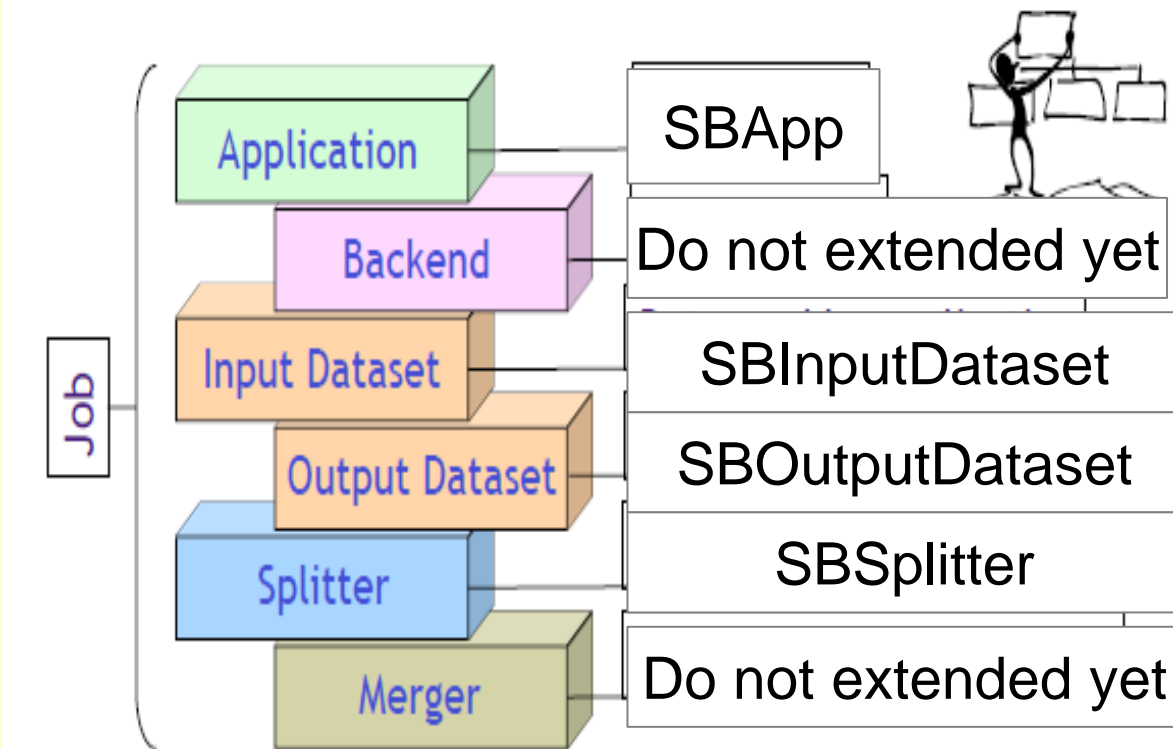 Application
SBApp
Backend
Do not extended yet
Job
Input Dataset
SBInputDataset
Output Dataset
SBOutputDataset
Splitter
SBSplitter
Merger
Do not extended yet